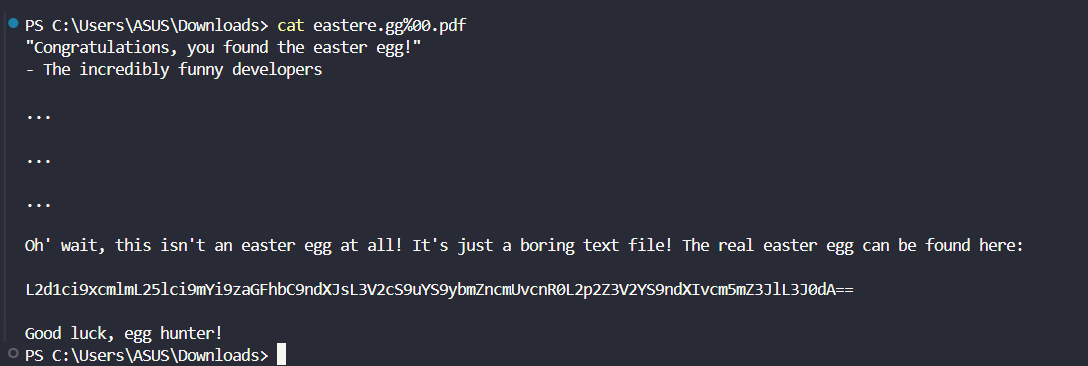 PS C:\Users\ASUS\Downloads> cat eastere.gg%00.pdf
"Congratulations, you found the easter egg!"
- The incredibly funny developers
...
...
...
Oh' wait, this isn't an easter egg at all! It's just a boring text file! The real easter egg can be found here:
L2d1ci9xcmlmL25lci9mYi9zaGFhbC9ndXJsL3V2cS9uYS9ybmZncmUvcnR0L2p2Z3V2YS9ndXIvcm5mZ3JlL3J0dA==
Good luck, egg hunter!
PS C:\Users\ASUS\Downloads>